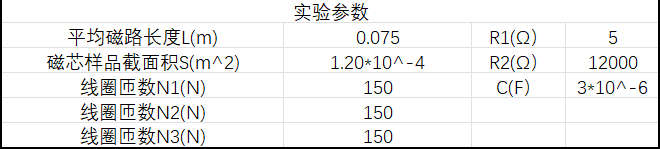 实验参数
平均磁路长度L(m) 0.075 R1(Ω) 5
磁芯样品截面积S(m^2) 1.20*10^-4 R2(Ω) 12000
线圈匝数N1(N) 150 C(F) 3*10^-6
线圈匝数N2(N) 150
线圈匝数N3(N) 150